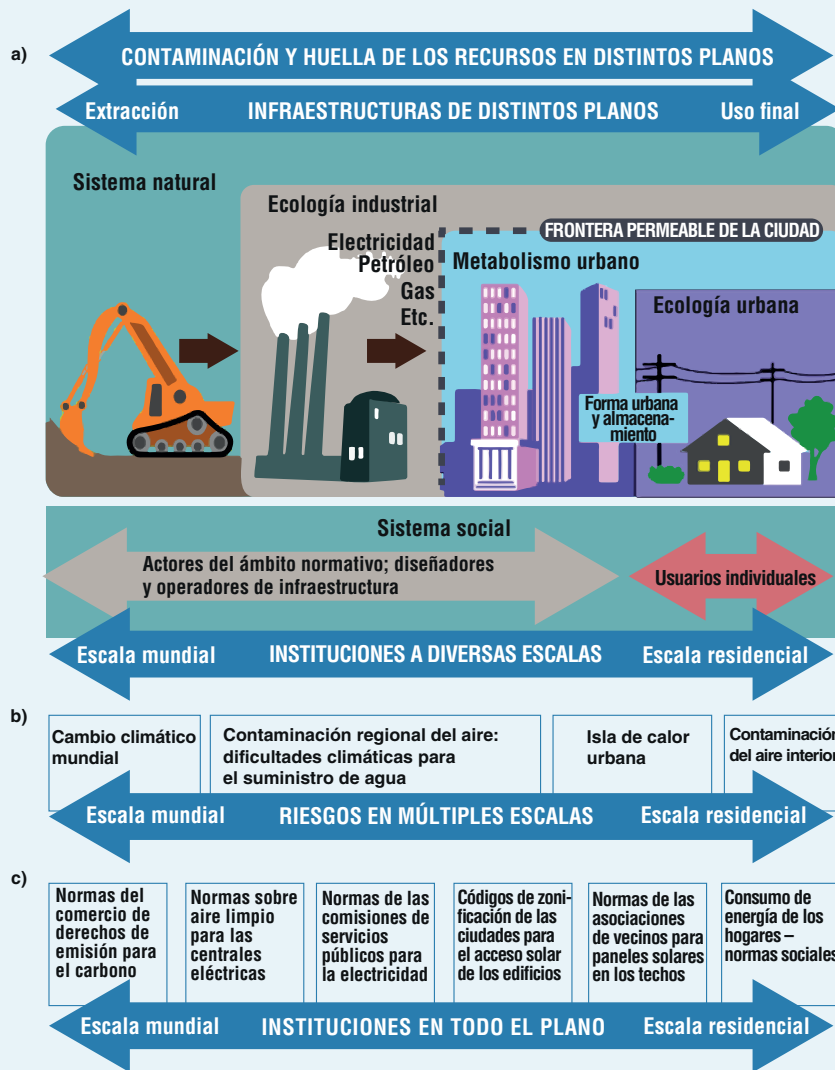 a)
CONTAMINACIÓN Y HUELLA DE LOS RECURSOS EN DISTINTOS PLANOS
Extracción
INFRAESTRUCTURAS DE DISTINTOS PLANOS
Uso final
Sistema natural
Ecología industrial
Electricidad
Petróleo
Gas
Etc.
FRONTERA PERMEABLE DE LA CIUDAD
Metabolismo urbano
Ecología urbana
Forma urbana
y almacena-
miento
Sistema social
Actores del ámbito normativo; diseñadores
y operadores de infraestructura
Usuarios individuales
Escala mundial
INSTITUCIONES A DIVERSAS ESCALAS
Escala residencial
b)
Cambio climático
mundial
Contaminación regional del aire:
dificultades climáticas para
el suministro de agua
Isla de calor
urbana
Contaminación
del aire interior
Escala mundial
RIESGOS EN MÚLTIPLES ESCALAS
Escala residencial
c)
Normas del
comercio de
derechos de
emisión para
el carbono
Normas sobre
aire limpio
para las
centrales
eléctricas
Normas de las
comisiones de
servicios
públicos para
la electricidad
Códigos de zoni-
ficación de las
ciudades para
el acceso solar
de los edificios
Normas de las
asociaciones
de vecinos para
paneles solares
en los techos
Consumo de
energía de los
hogares –
normas sociales
Escala mundial
INSTITUCIONES EN TODO EL PLANO
Escala residencial